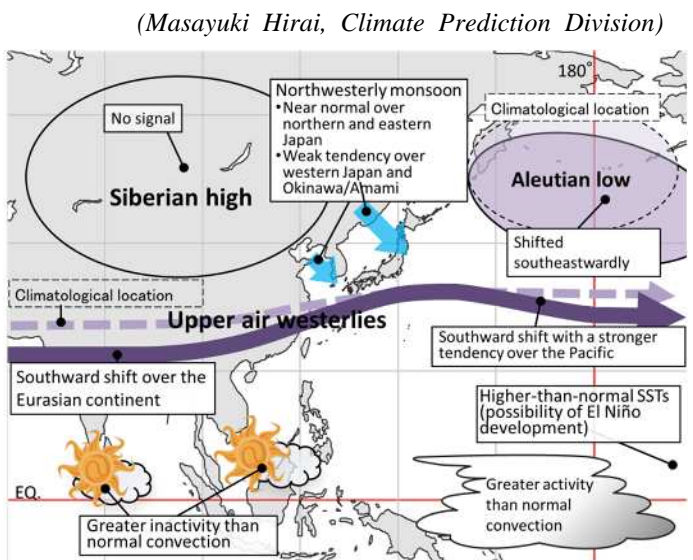 (Masayuki Hirai, Climate Prediction Division)
180°
Northwesterly monsoon
•Near normal over
northern and eastern
Japan
•Weak tendency over
western Japan and
Okinawa/Amami
Climatological location
No signal
Siberian high
Aleutian low
Shifted
southeastwardly
Climatological location
Upper air westerlies
Southward shift with a stronger
tendency over the Pacific
Southward shift over the
Eurasian continent
Higher-than-normal SSTs
(possibility of El Niño
development)
Greater activity
than normal
convection
EQ.
Greater inactivity than
normal convection